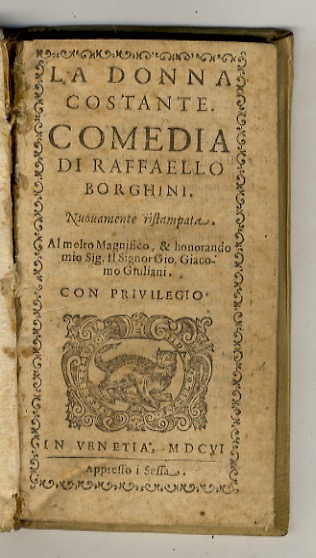 LA DONNA
COSTANTE.
COMEDIA
DI RAFFAELLO
BORGHINI.
Nuouamente ristampata.
Al molto Magnifico, & honorando
mio Sig. Il Signor Gio. Giaco-
mo Giuliani.
CON PRIVILEGIO.
IN VENETIA, MDCVI
Appresso i Sessa.